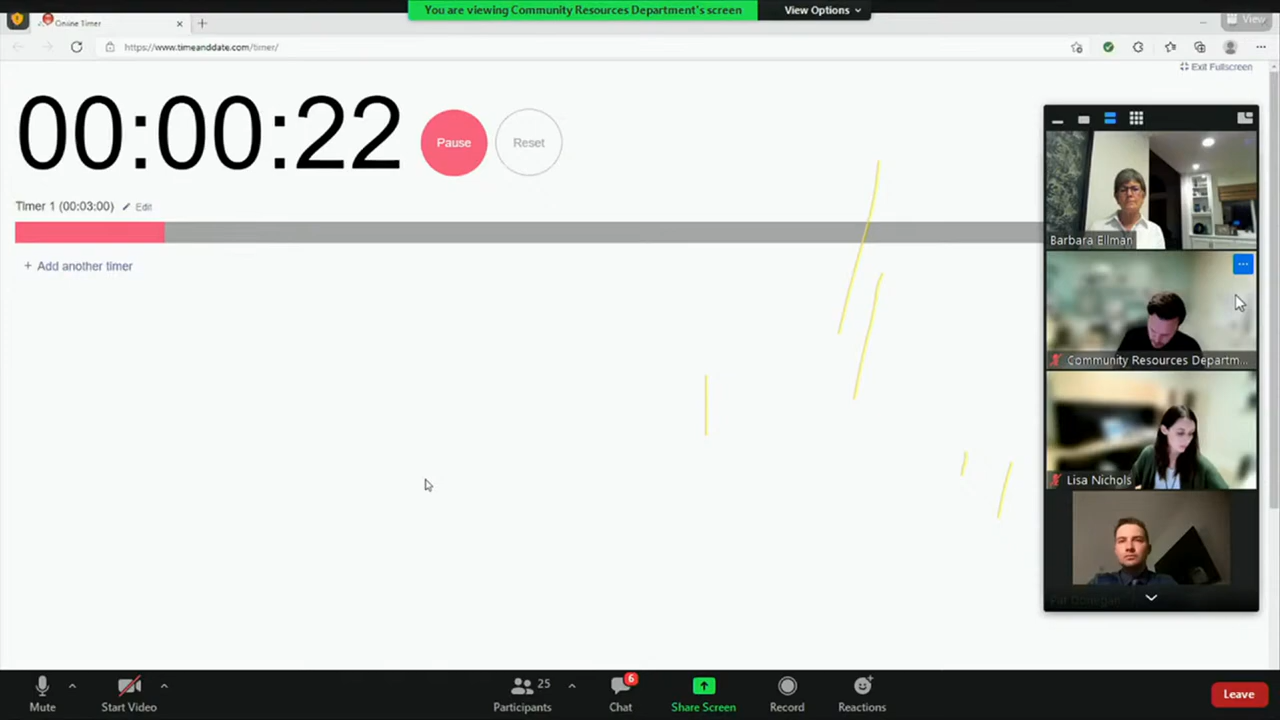 You are viewing Community Resources Department's screen
View Options
View
Online Timer
https://www.timeanddate.com/timer/
Exit Fullscreen
00:00:22
Pause
Reset
Timer 1 (00:03:00)
Edit
+ Add another timer
Barbara Ellman
Community Resources Departm...
Lisa Nichols
Mute
Start Video
Participants
25
Chat
6
Share Screen
Record
Reactions
Leave